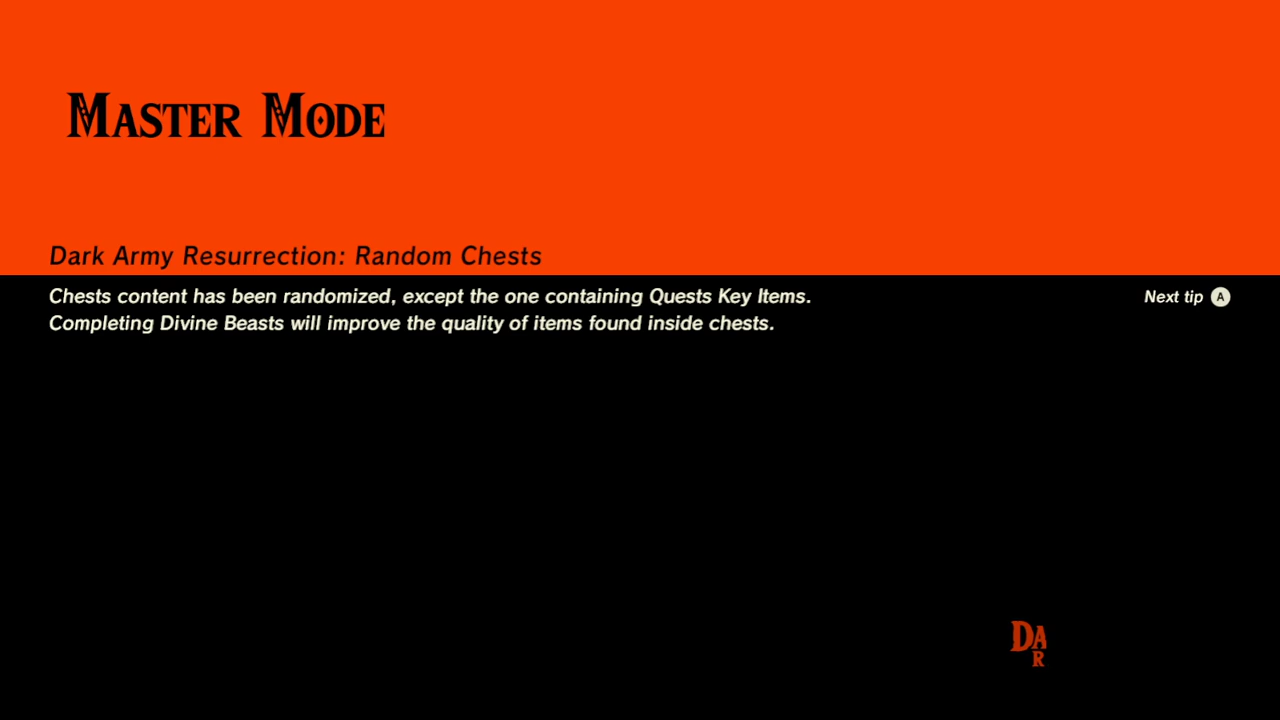 Master Mode
Dark Army Resurrection: Random Chests
Chests content has been randomized, except the one containing Quests Key Items.
Completing Divine Beasts will improve the quality of items found inside chests.
Next tip A
DA
R